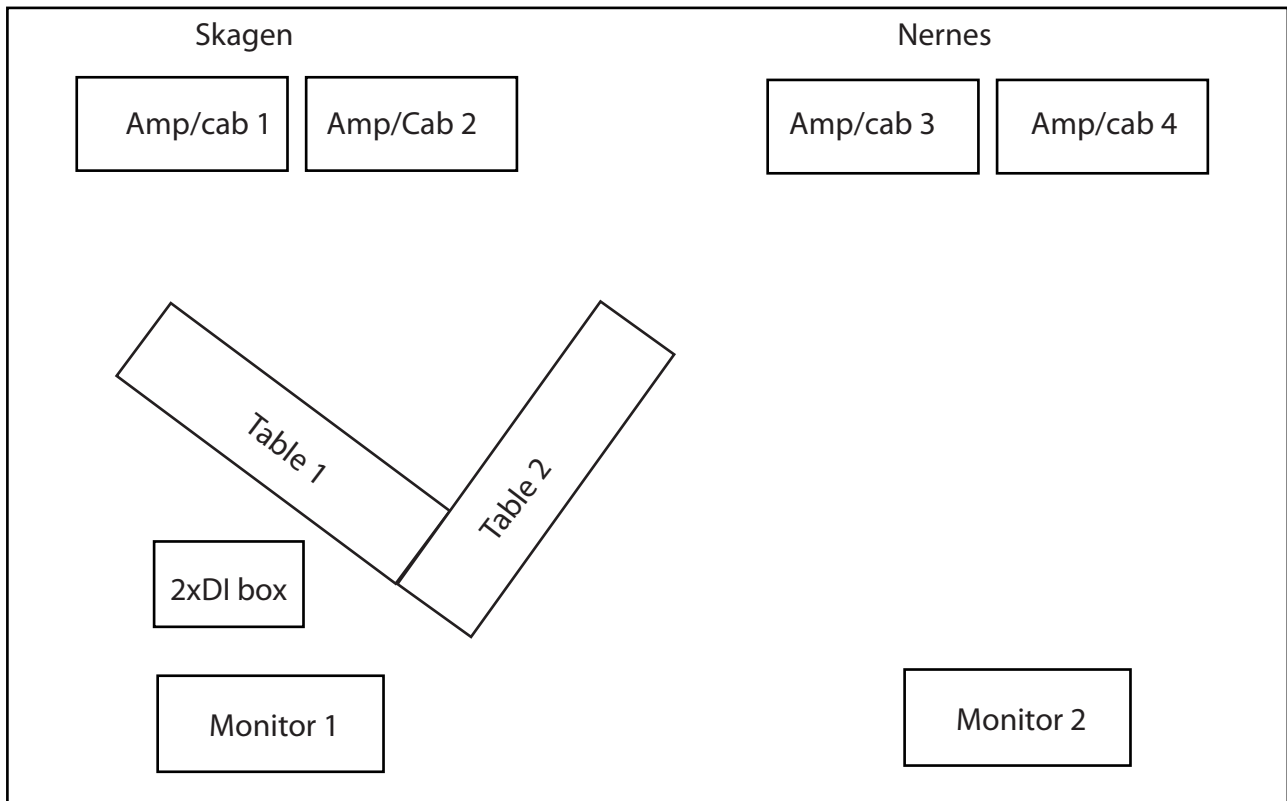 Skagen
Nernes
Amp/cab 1
Amp/Cab 2
Amp/cab 3
Amp/cab 4
Table 1
Table 2
2xDI box
Monitor 1
Monitor 2